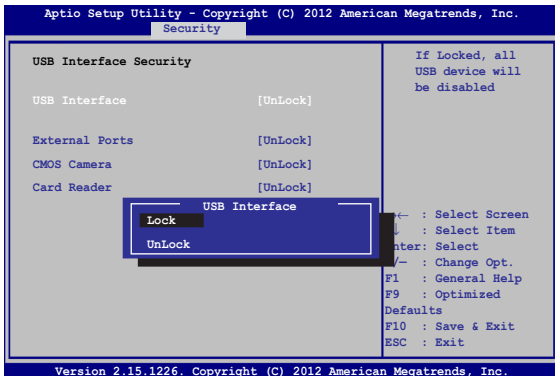 Aptio Setup Utility - Copyright (C) 2012 American Megatrends, Inc.
Security
USB Interface Security
USB Interface [UnLock]
External Ports [UnLock]
CMOS Camera [UnLock]
Card Reader [UnLock]
USB Interface
Lock
UnLock
If Locked, all
USB device will
be disabled
: Select Screen
: Select Item
nter: Select
/— : Change Opt.
F1 : General Help
F9 : Optimized
Defaults
F10 : Save & Exit
ESC : Exit
Version 2.15.1226. Copyright (C) 2012 American Megatrends, Inc.